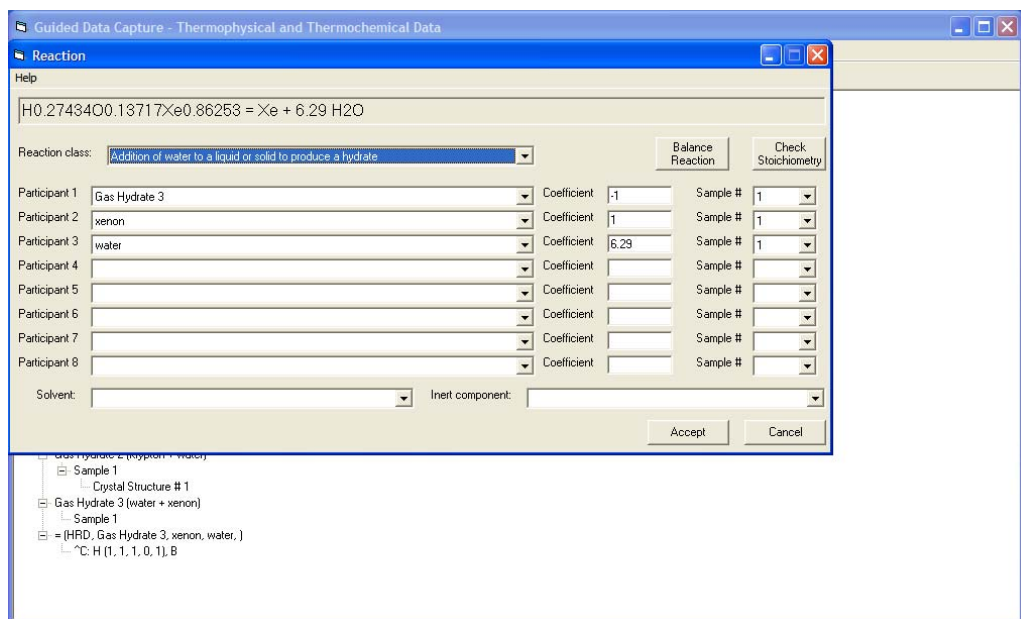 Guided Data Capture - Thermophysical and Thermochemical Data
Reaction
Help
H0.27434O0.13717Xe0.86253 = Xe + 6.29 H2O
Reaction class: Addition of water to a liquid or solid to produce a hydrate Balance Reaction Check Stoichiometry
Participant 1 Gas Hydrate 3 Coefficient -1 Sample # 1
Participant 2 xenon Coefficient 1 Sample # 1
Participant 3 water Coefficient 6.29 Sample # 1
Participant 4 Coefficient Sample #
Participant 5 Coefficient Sample #
Participant 6 Coefficient Sample #
Participant 7 Coefficient Sample #
Participant 8 Coefficient Sample #
Solvent: Inert component:
Accept Cancel
Gas Hydrate 2 (krypton + water)
Sample 1
Crystal Structure # 1
Gas Hydrate 3 (water + xenon)
Sample 1
= (HRD, Gas Hydrate 3, xenon, water, )
^C: H (1, 1, 1, 0, 1), B